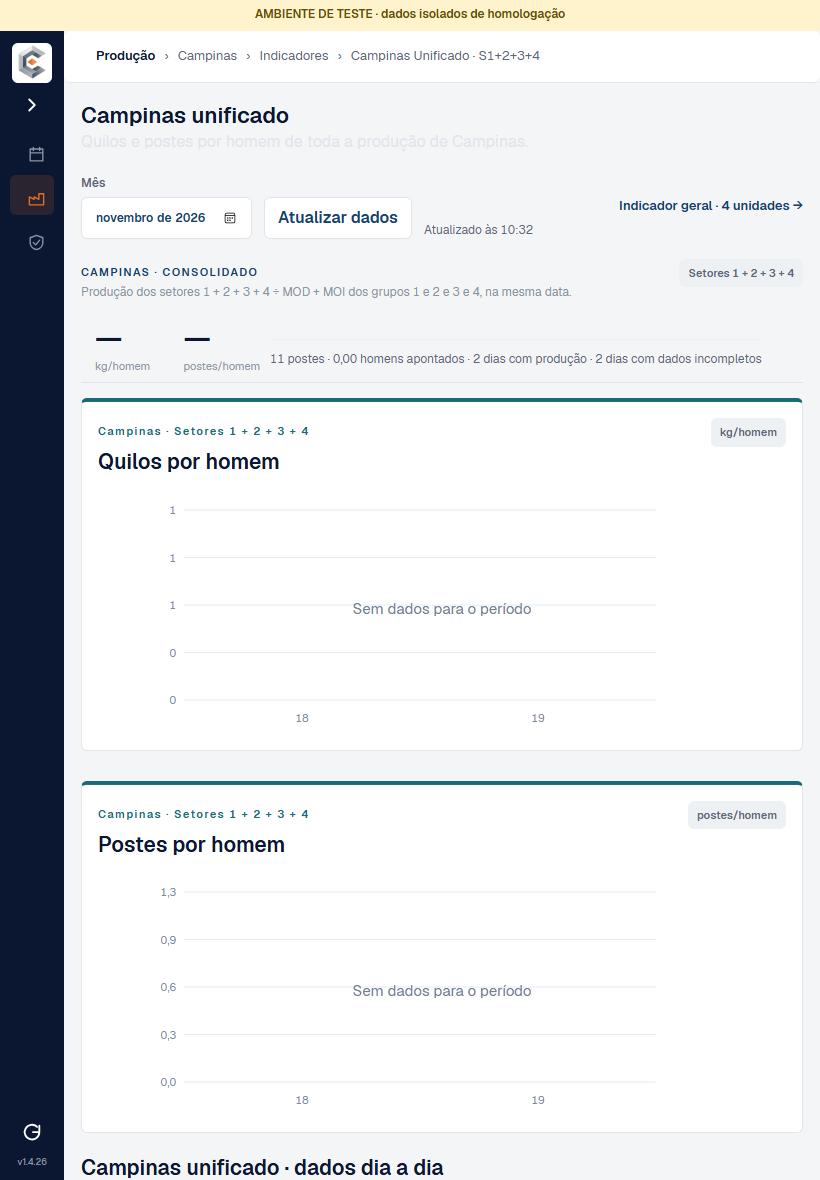 AMBIENTE DE TESTE · dados isolados de homologação
Produção › Campinas › Indicadores › Campinas Unificado · S1+2+3+4
Campinas unificado
Quilos e postes por homem de toda a produção de Campinas.
Mês
novembro de 2026
Atualizar dados
Atualizado às 10:32
Indicador geral · 4 unidades →
CAMPINAS · CONSOLIDADO
Setores 1 + 2 + 3 + 4
Produção dos setores 1 + 2 + 3 + 4 ÷ MOD + MOI dos grupos 1 e 2 e 3 e 4, na mesma data.
—
kg/homem
—
postes/homem
11 postes · 0,00 homens apontados · 2 dias com produção · 2 dias com dados incompletos
Campinas · Setores 1 + 2 + 3 + 4
kg/homem
Quilos por homem
1
1
1
Sem dados para o período
0
0
18
19
Campinas · Setores 1 + 2 + 3 + 4
postes/homem
Postes por homem
1,3
0,9
0,6
Sem dados para o período
0,3
0,0
18
19
v1.4.26
Campinas unificado · dados dia a dia